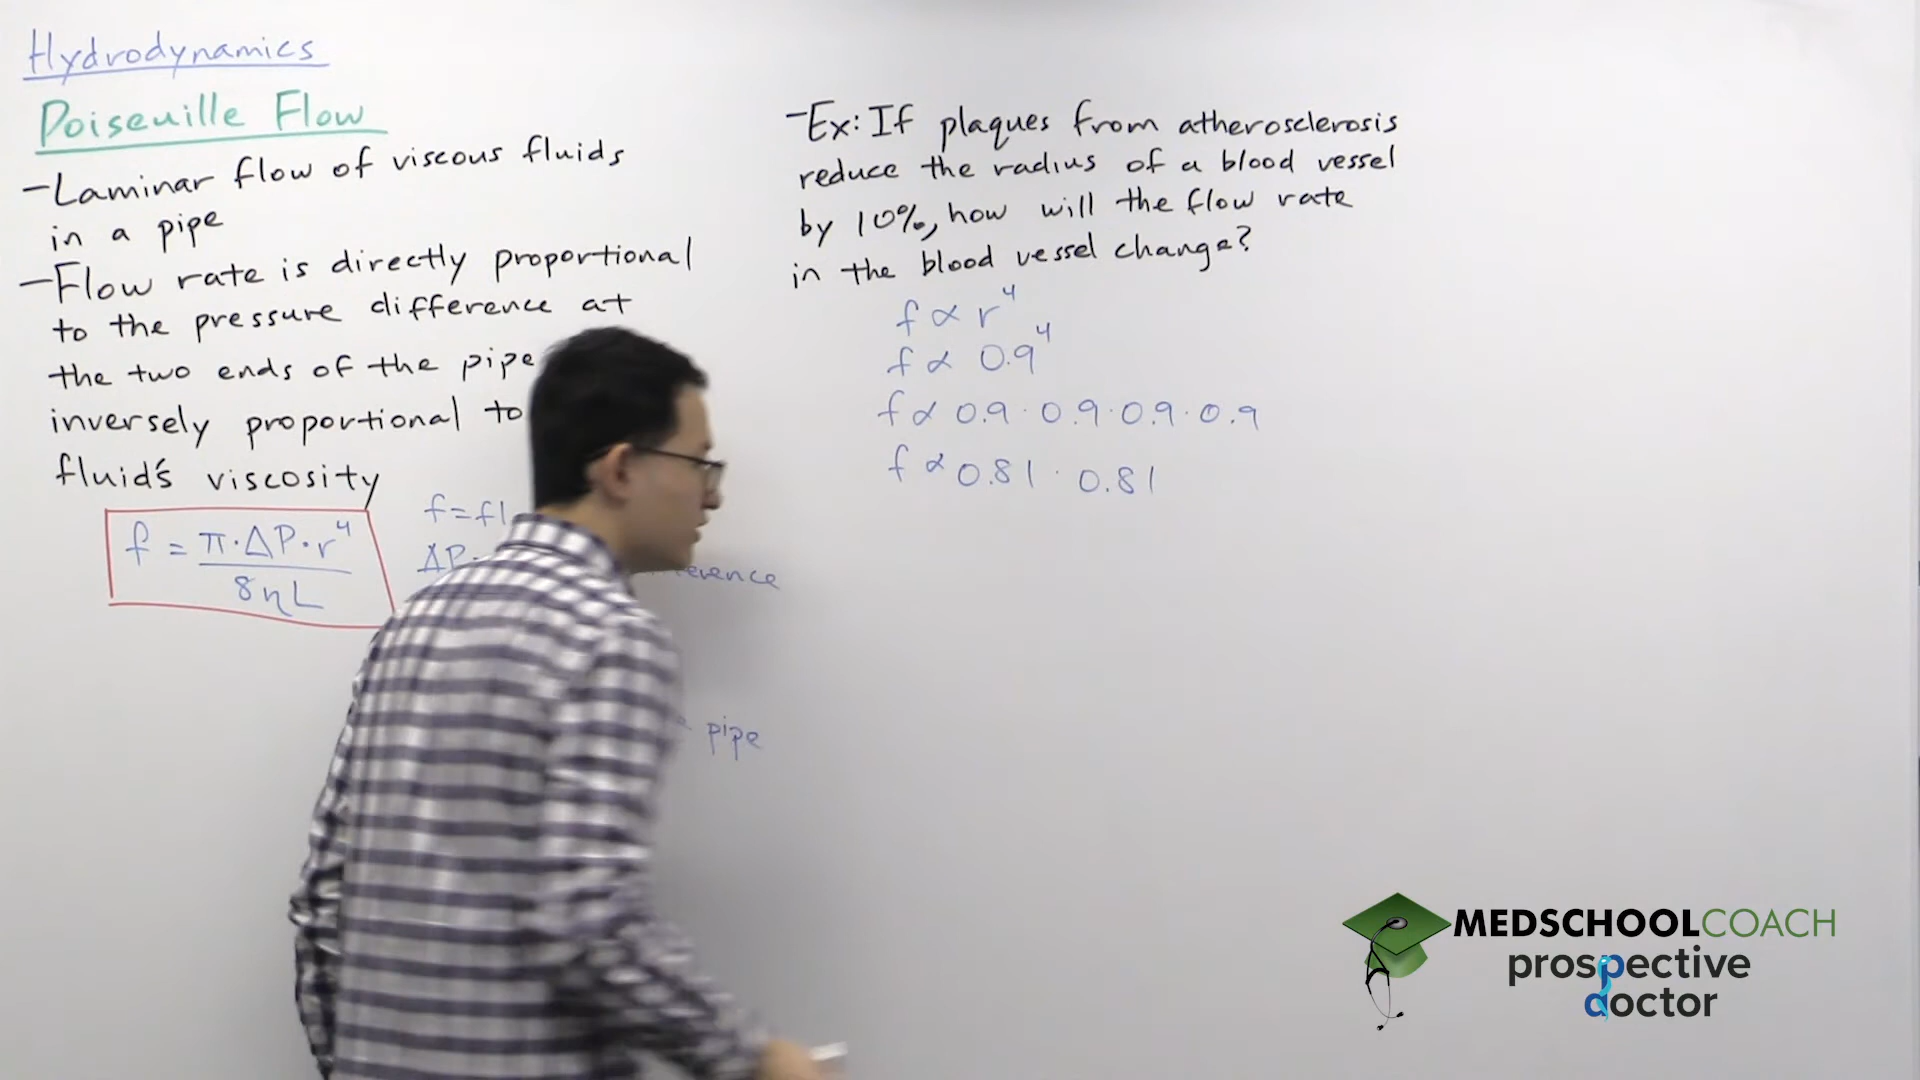 Hydrodynamics
Poiseuille Flow
-Laminar flow of viscous fluids
in a pipe
-Flow rate is directly proportional
to the pressure difference at
the two ends of the pipe
inversely proportional to
fluid's viscosity
f = π·ΔP·r⁴
8ηL
f=fl
ΔP
pipe
-Ex: If plaques from atherosclerosis
reduce the radius of a blood vessel
by 10%, how will the flow rate
in the blood vessel change?
f ∝ r⁴
f ∝ 0.9⁴
f ∝ 0.9 · 0.9 · 0.9 · 0.9
f ∝ 0.81 · 0.81
MEDSCHOOLCOACH
prospective
doctor